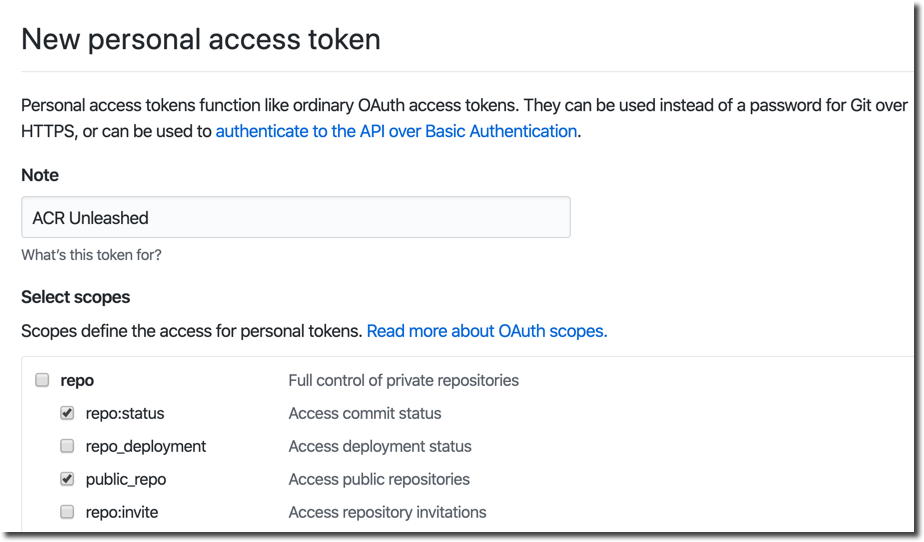 New personal access token
Personal access tokens function like ordinary OAuth access tokens. They can be used instead of a password for Git over
HTTPS, or can be used to authenticate to the API over Basic Authentication.
Note
ACR Unleashed
What's this token for?
Select scopes
Scopes define the access for personal tokens. Read more about OAuth scopes.
repo Full control of private repositories
repo:status Access commit status
repo_deployment Access deployment status
public_repo Access public repositories
repo:invite Access repository invitations